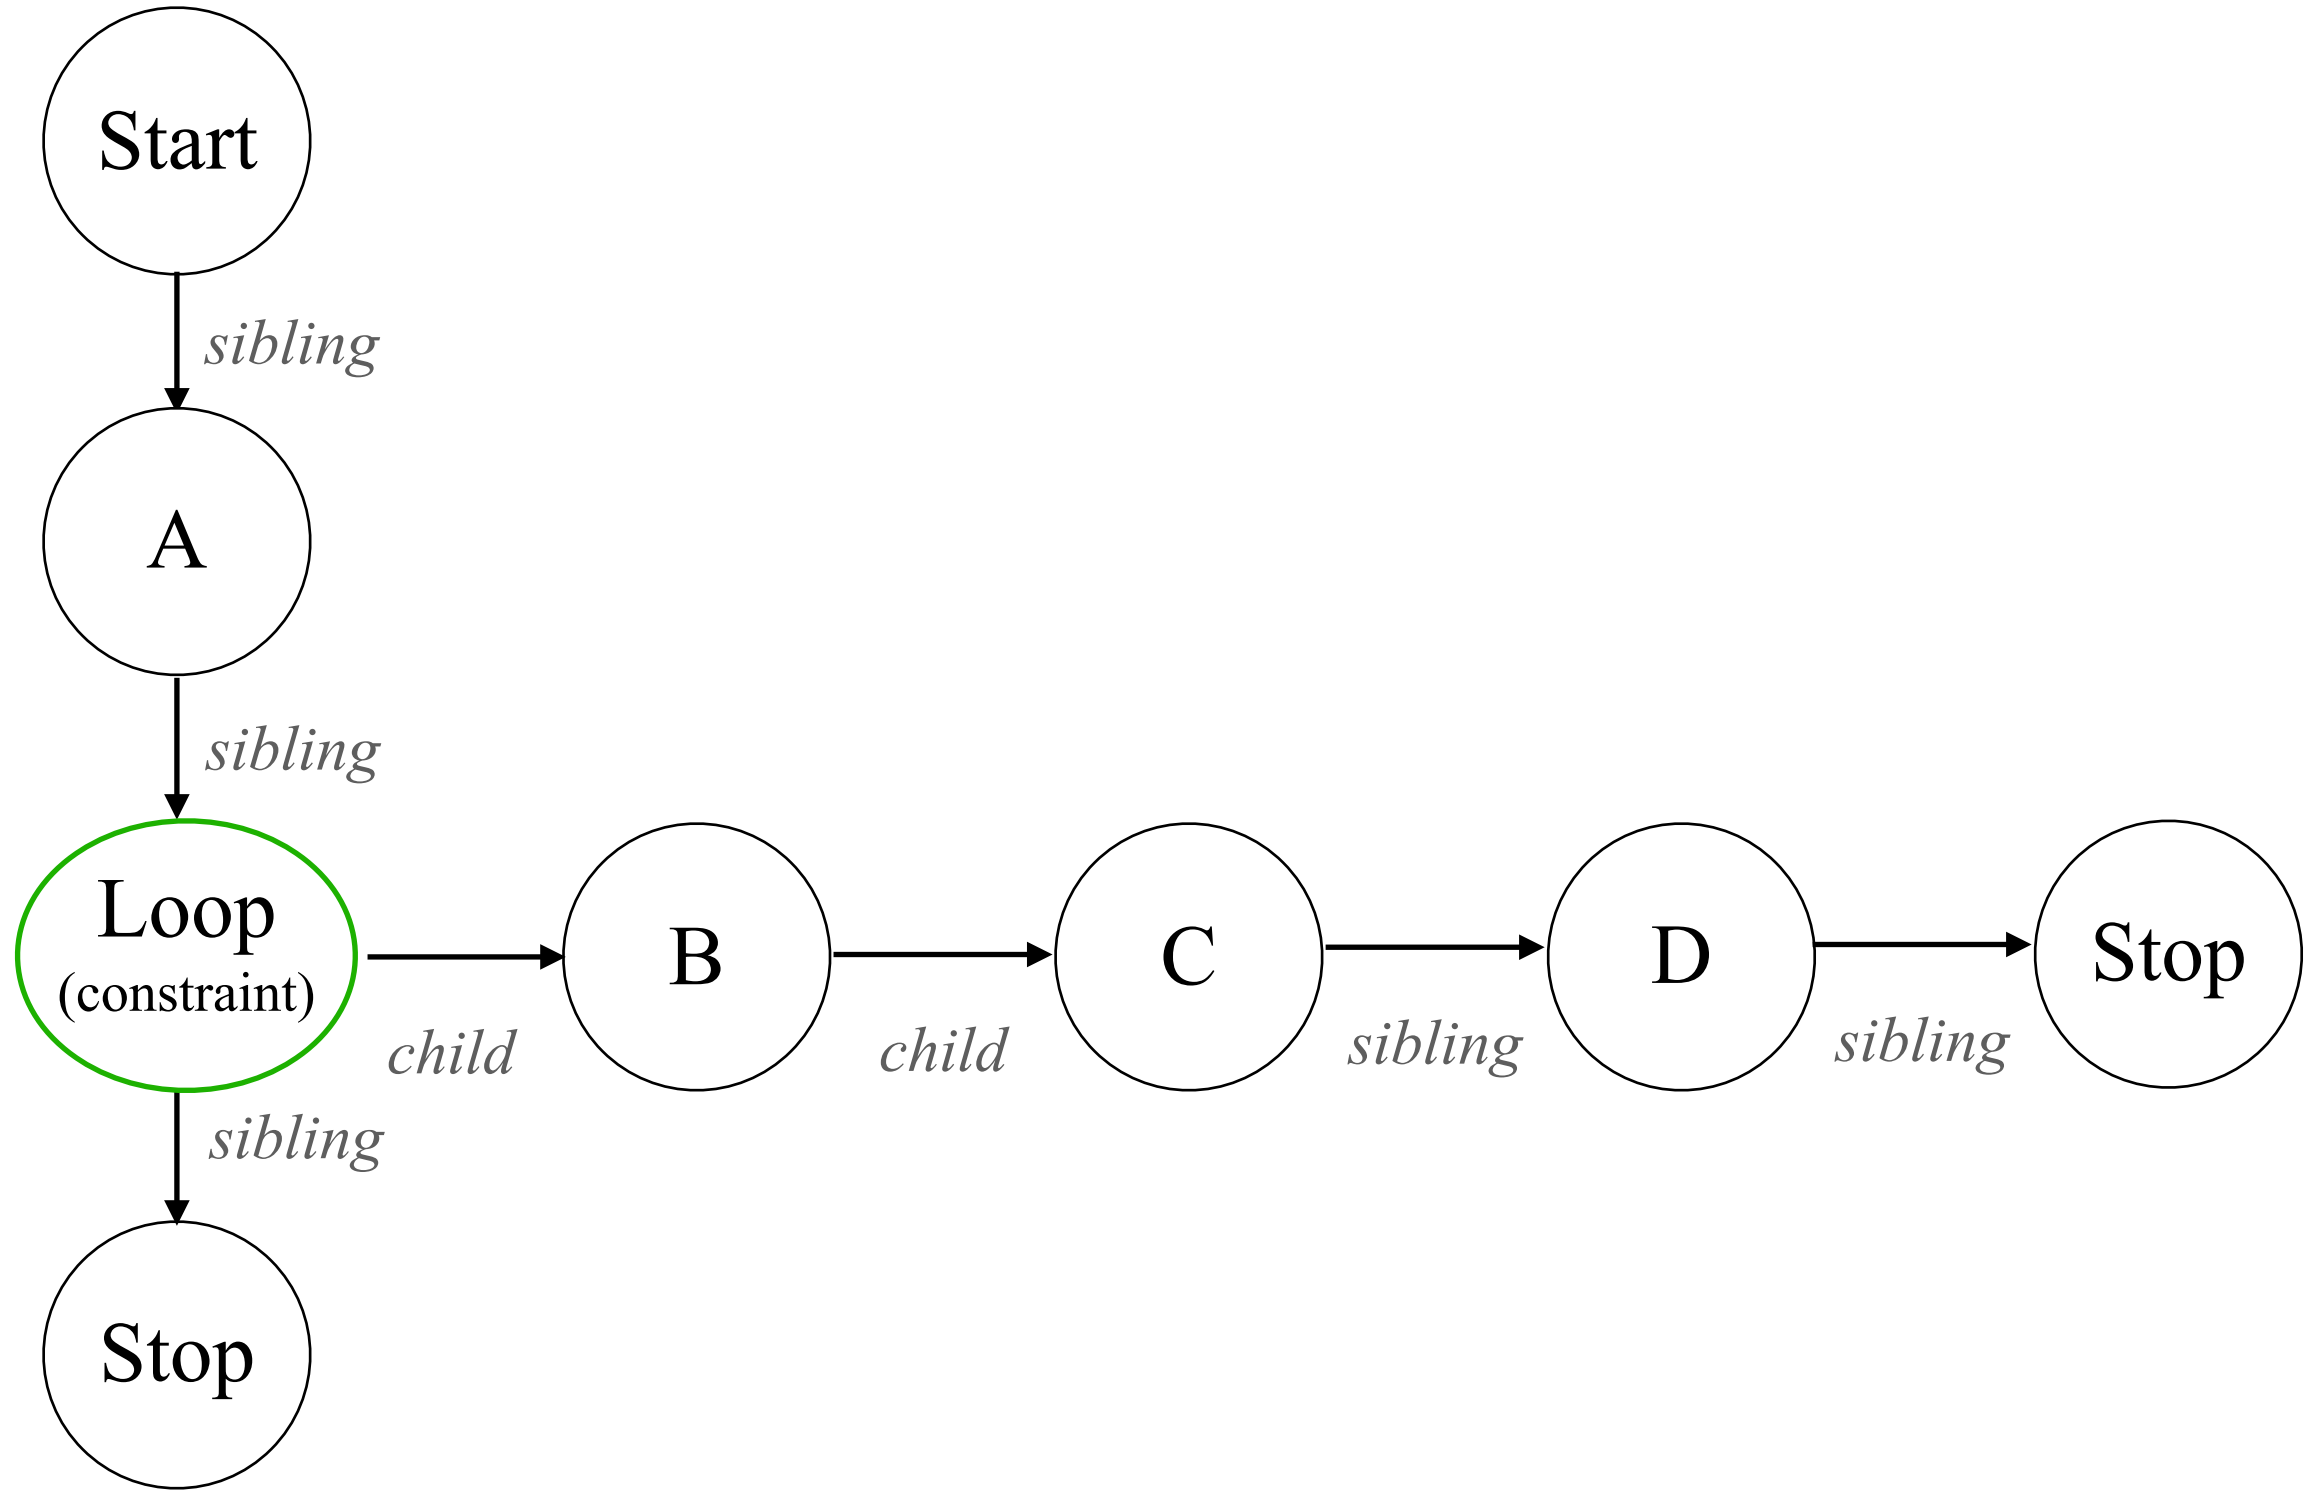 Start
sibling
A
sibling
Loop
(constraint)
child
B
child
C
sibling
D
sibling
Stop
sibling
Stop